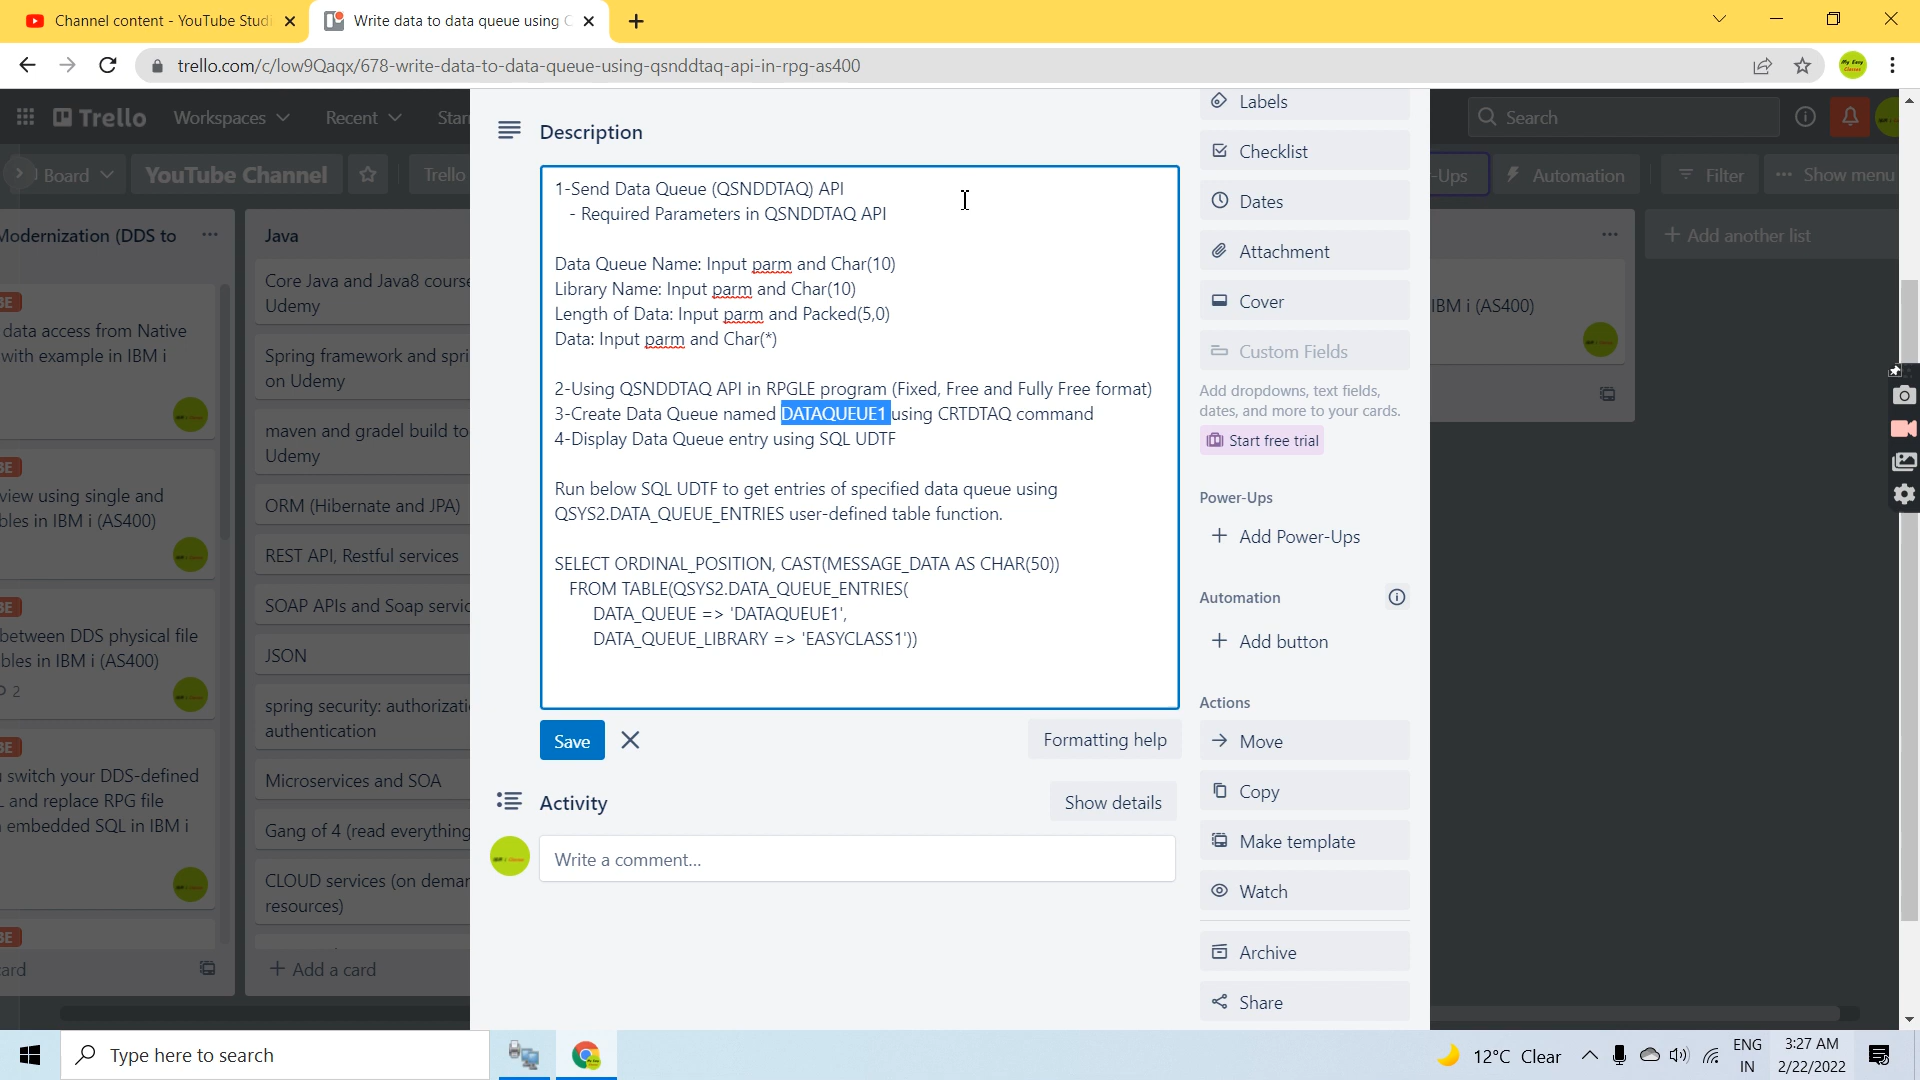 Channel content - YouTube Studi
Write data to data queue using C
trello.com/c/low9Qaqx/678-write-data-to-data-queue-using-qsnddtaq-api-in-rpg-as400
Trello
Workspaces
Recent
Star
Search
Board
YouTube Channel
Trello
-Ups
Automation
Filter
Show menu
Modernization (DDS to
BE
data access from Native
with example in IBM i
BE
view using single and
bles in IBM i (AS400)
BE
between DDS physical file
bles in IBM i (AS400)
2
BE
switch your DDS-defined
L and replace RPG file
embedded SQL in IBM i
BE
ard
Java
Core Java and Java8 course
Udemy
Spring framework and spri
on Udemy
maven and gradel build to
Udemy
ORM (Hibernate and JPA)
REST API, Restful services
SOAP APIs and Soap servic
JSON
spring security: authorizati
authentication
Microservices and SOA
Gang of 4 (read everything
CLOUD services (on demar
resources)
+ Add a card
Description
1-Send Data Queue (QSNDDTAQ) API
- Required Parameters in QSNDDTAQ API
Data Queue Name: Input parm and Char(10)
Library Name: Input parm and Char(10)
Length of Data: Input parm and Packed(5,0)
Data: Input parm and Char(*)
2-Using QSNDDTAQ API in RPGLE program (Fixed, Free and Fully Free format)
3-Create Data Queue named DATAQUEUE1 using CRTDTAQ command
4-Display Data Queue entry using SQL UDTF
Run below SQL UDTF to get entries of specified data queue using
QSYS2.DATA_QUEUE_ENTRIES user-defined table function.
SELECT ORDINAL_POSITION, CAST(MESSAGE_DATA AS CHAR(50))
FROM TABLE(QSYS2.DATA_QUEUE_ENTRIES(
DATA_QUEUE => 'DATAQUEUE1',
DATA_QUEUE_LIBRARY => 'EASYCLASS1'))
Save
Formatting help
Activity
Show details
Write a comment...
Labels
Checklist
Dates
Attachment
Cover
Custom Fields
Add dropdowns, text fields,
dates, and more to your cards.
Start free trial
Power-Ups
+ Add Power-Ups
Automation
+ Add button
Actions
Move
Copy
Make template
Watch
Archive
Share
+ Add another list
IBM i (AS400)
Type here to search
12°C Clear
ENG
IN
3:27 AM
2/22/2022